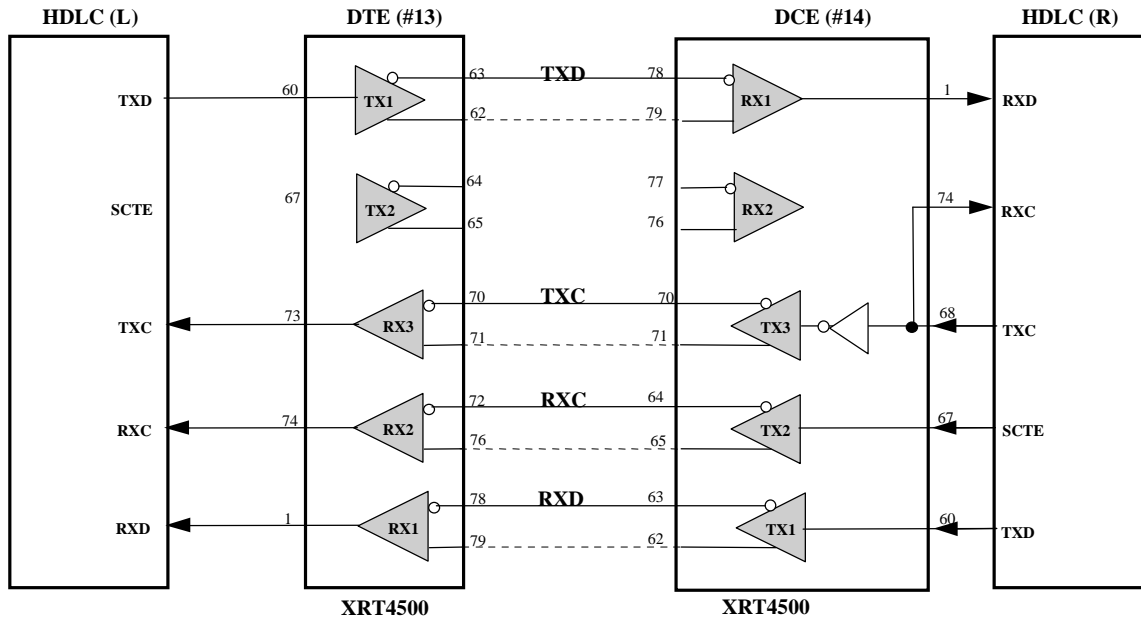 HDLC (L) DTE (#13) DCE (#14) HDLC (R)
TXD 60 TX1 63 TXD 78 RX1 1 RXD
62 79
SCTE 67 TX2 64 77 RX2 74 RXC
65 76
TXC 73 RX3 70 TXC 70 TX3 68 TXC
71 71
RXC 74 RX2 72 RXC 64 TX2 67 SCTE
76 65
RXD 1 RX1 78 RXD 63 TX1 60 TXD
79 62
XRT4500 XRT4500